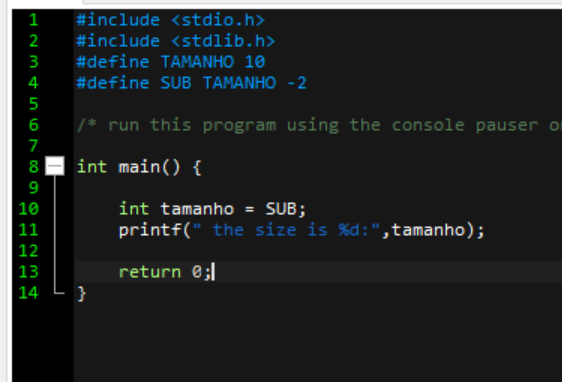 1 #include <stdio.h>
2 #include <stdlib.h>
3 #define TAMANHO 10
4 #define SUB TAMANHO -2
5
6 /* run this program using the console pauser
7
8 int main() {
9
10 int tamanho = SUB;
11 printf(" the size is %d:",tamanho);
12
13 return 0;
14 }